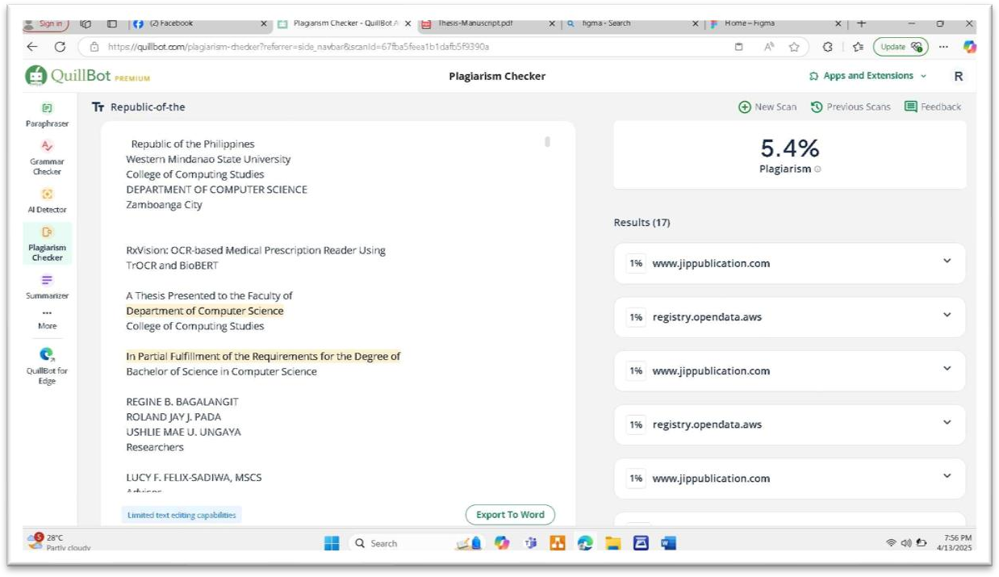 Sign in
(2) Facebook
Plagiarism Checker - QuillBot A
Thesis-Manuscript.pdf
figma - Search
Home – Figma
https://quillbot.com/plagiarism-checker?referrer=side_navbar&scanId=67fba5feea1b1dafb5f9390a
Update
QuillBot PREMIUM
Plagiarism Checker
Apps and Extensions
R
Paraphraser
Grammar
Checker
AI Detector
Plagiarism
Checker
Summarizer
More
QuillBot for
Edge
Tт Republic-of-the
New Scan
Previous Scans
Feedback
Republic of the Philippines
Western Mindanao State University
College of Computing Studies
DEPARTMENT OF COMPUTER SCIENCE
Zamboanga City
RxVision: OCR-based Medical Prescription Reader Using
TrOCR and BioBERT
A Thesis Presented to the Faculty of
Department of Computer Science
College of Computing Studies
In Partial Fulfillment of the Requirements for the Degree of
Bachelor of Science in Computer Science
REGINE B. BAGALANGIT
ROLAND JAY J. PADA
USHLIE MAE U. UNGAYA
Researchers
LUCY F. FELIX-SADIWA, MSCS
Adviser
Limited text editing capabilities
Export To Word
5.4%
Plagiarism
Results (17)
1% www.jippublication.com
1% registry.opendata.aws
1% www.jippublication.com
1% registry.opendata.aws
1% www.jippublication.com
5
28°C
Partly cloudy
Search
7:56 PM
4/13/2025